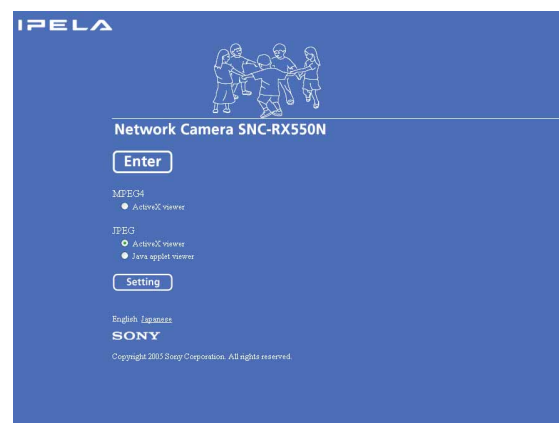 IPELA
Network Camera SNC-RX550N
Enter
MPEG4
ActiveX viewer
JPEG
ActiveX viewer
Java applet viewer
Setting
English Japanese
SONY
Copyright 2005 Sony Corporation. All rights reserved.